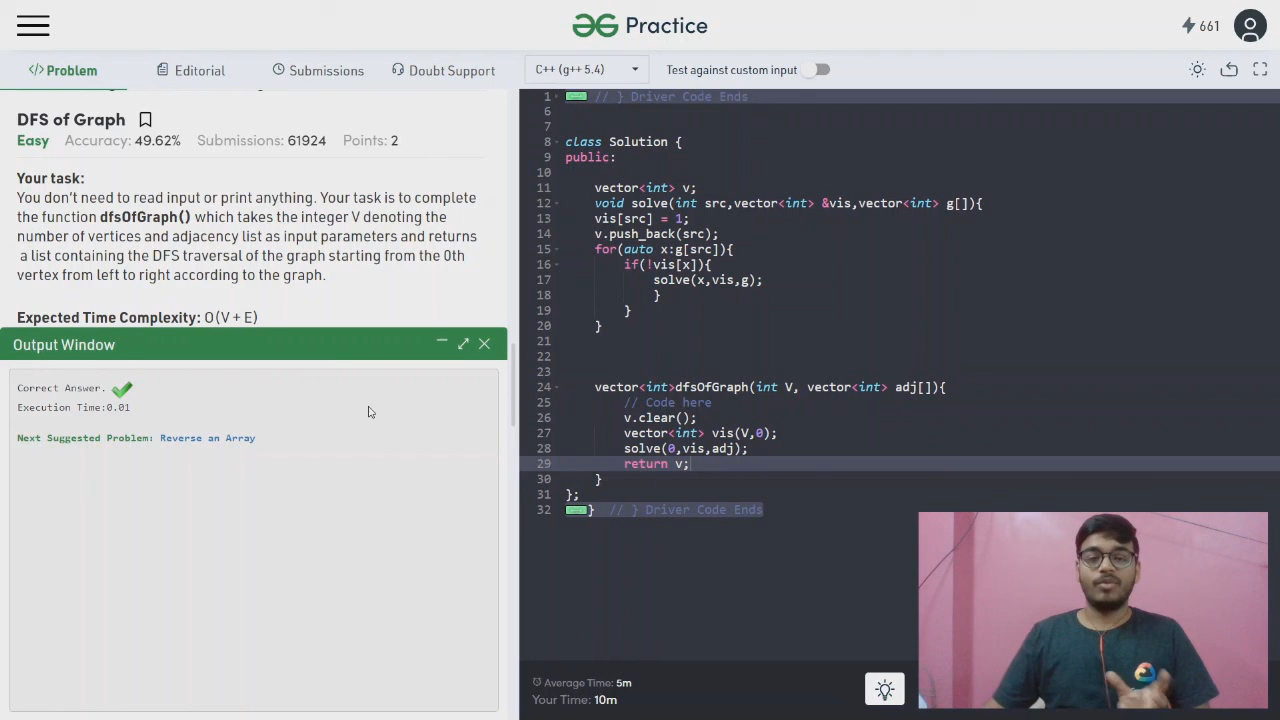 Practice
661
</>Problem
Editorial
Submissions
Doubt Support
C++ (g++ 5.4)
Test against custom input
DFS of Graph
Easy Accuracy: 49.62% Submissions: 61924 Points: 2
Your task:
You don't need to read input or print anything. Your task is to complete
the function dfsOfGraph() which takes the integer V denoting the
number of vertices and adjacency list as input parameters and returns
a list containing the DFS traversal of the graph starting from the 0th
vertex from left to right according to the graph.
Expected Time Complexity: O(V + E)
Output Window
Correct Answer.
Execution Time:0.01
Next Suggested Problem: Reverse an Array
1 // } Driver Code Ends
6
7
8 class Solution {
9 public:
10
11 vector<int> v;
12 void solve(int src,vector<int> &vis,vector<int> g[]){
13 vis[src] = 1;
14 v.push_back(src);
15 for(auto x:g[src]){
16 if(!vis[x]){
17 solve(x,vis,g);
18 }
19 }
20 }
21
22
23
24 vector<int>dfsOfGraph(int V, vector<int> adj[]){
25 // Code here
26 v.clear();
27 vector<int> vis(V,0);
28 solve(0,vis,adj);
29 return v;
30 }
31 };
32 } // } Driver Code Ends
Average Time: 5m
Your Time: 10m